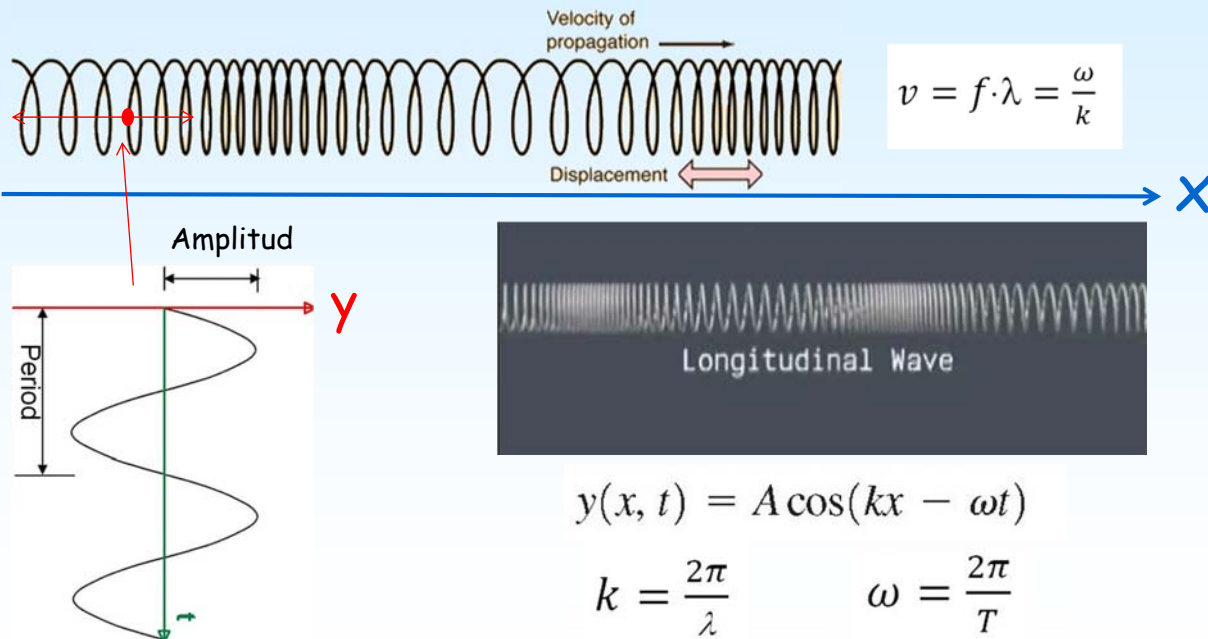 Velocity of
propagation
v = f·λ = ω/k
Displacement
X
Amplitud
y
Period
t
Longitudinal Wave
y(x, t) = A cos(kx − ωt)
k = 2π/λ
ω = 2π/T